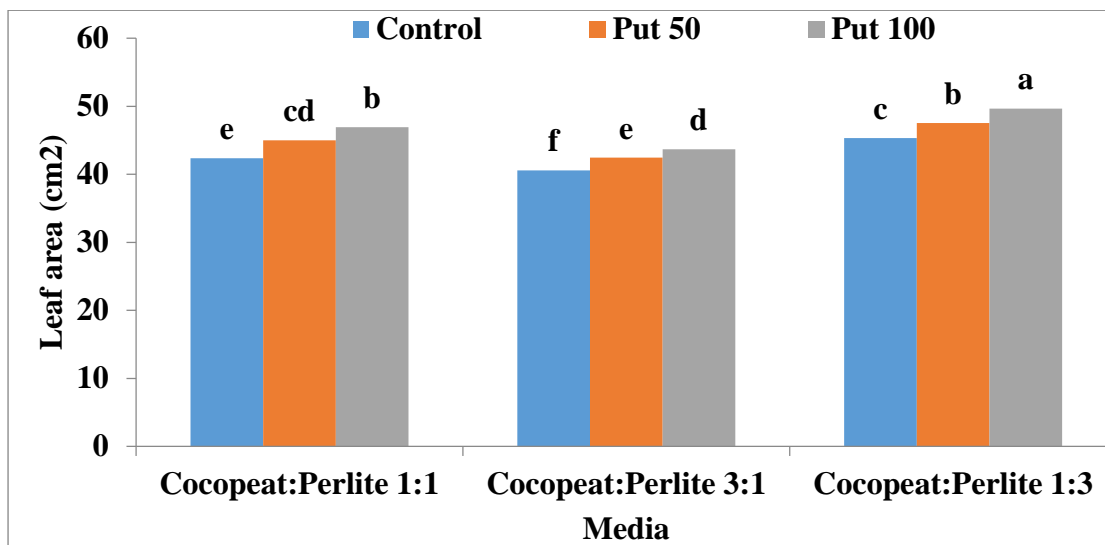 60
Control
Put 50
Put 100
50
40
30
20
10
0
Leaf area (cm2)
e
cd
b
f
e
d
c
b
a
Cocopeat:Perlite 1:1
Cocopeat:Perlite 3:1
Cocopeat:Perlite 1:3
Media